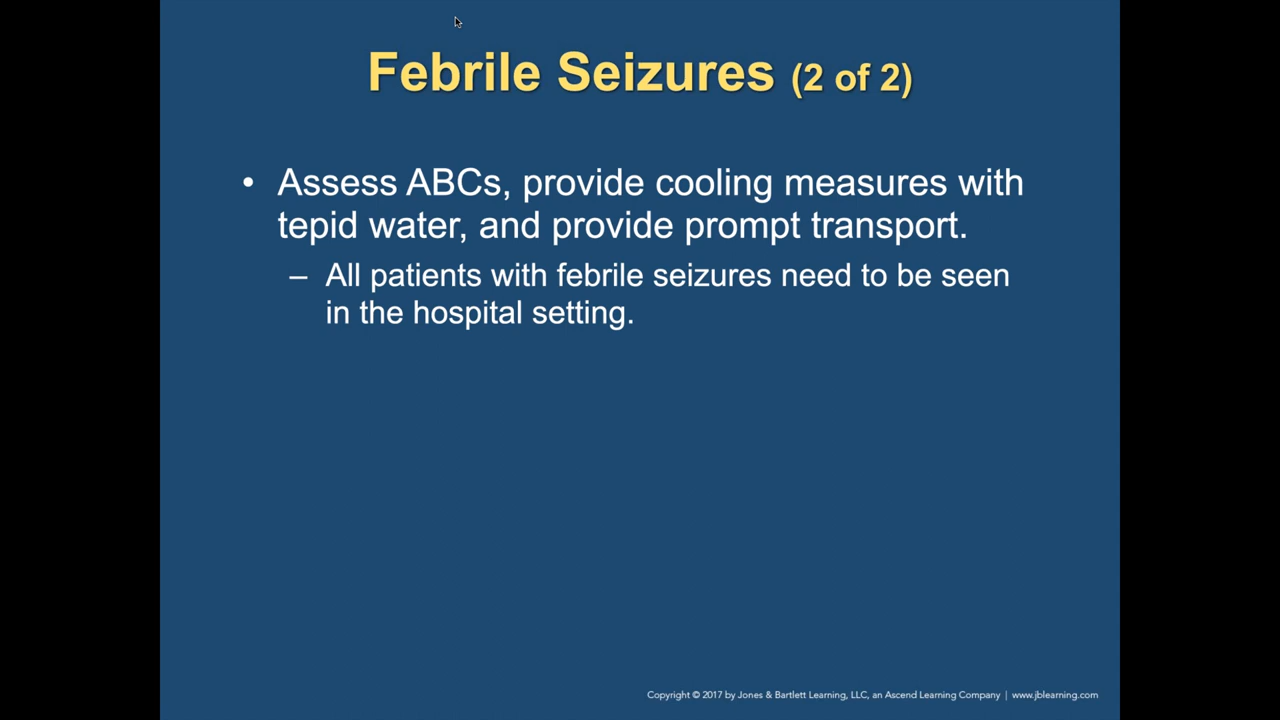 Febrile Seizures (2 of 2)
• Assess ABCs, provide cooling measures with
tepid water, and provide prompt transport.
– All patients with febrile seizures need to be seen
in the hospital setting.
Copyright © 2017 by Jones & Bartlett Learning, LLC, an Ascend Learning Company | www.jblearning.com